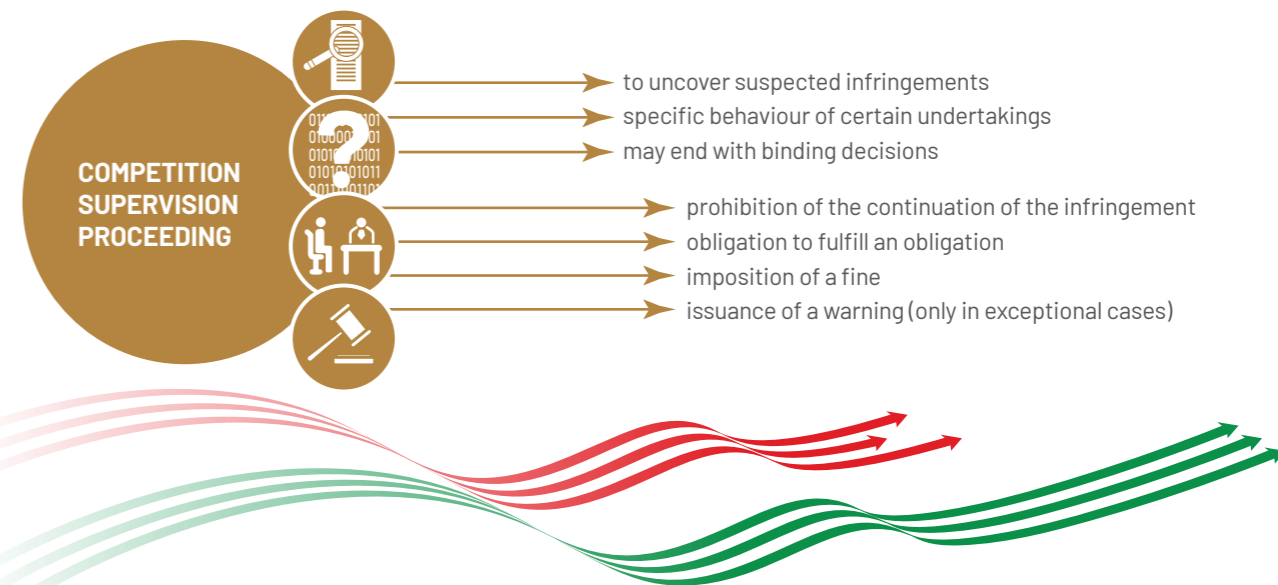 COMPETITION
SUPERVISION
PROCEEDING
to uncover suspected infringements
specific behaviour of certain undertakings
may end with binding decisions
prohibition of the continuation of the infringement
obligation to fulfill an obligation
imposition of a fine
issuance of a warning (only in exceptional cases)
?
01010101011